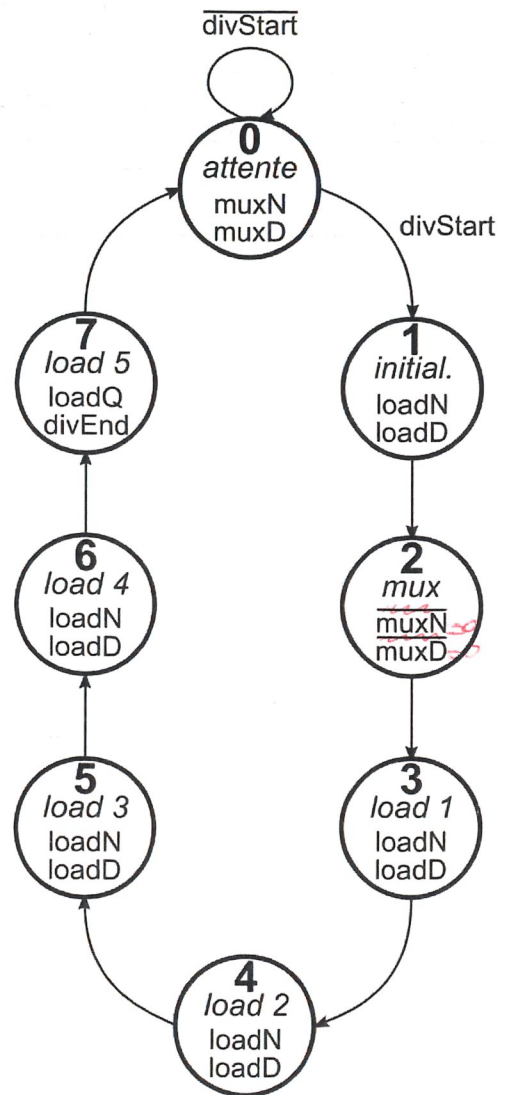 divStart
0
attente
muxN
muxD
divStart
1
initial.
loadN
loadD
2
mux
muxN
muxD
3
load 1
loadN
loadD
4
load 2
loadN
loadD
5
load 3
loadN
loadD
6
load 4
loadN
loadD
7
load 5
loadQ
divEnd